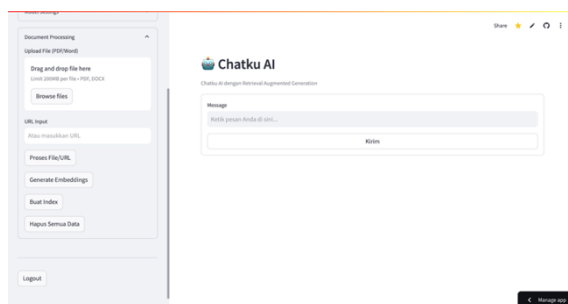 Model Settings
Document Processing
Upload File (PDF/Word)
Drag and drop file here
Limit 200MB per file • PDF, DOCX
Browse files
URL Input
Atau masukkan URL
Proses File/URL
Generate Embeddings
Buat Index
Hapus Semua Data
Logout
Share
Chatku AI
Chatku AI dengan Retrieval Augmented Generation
Message
Ketik pesan Anda di sini...
Kirim
Manage app